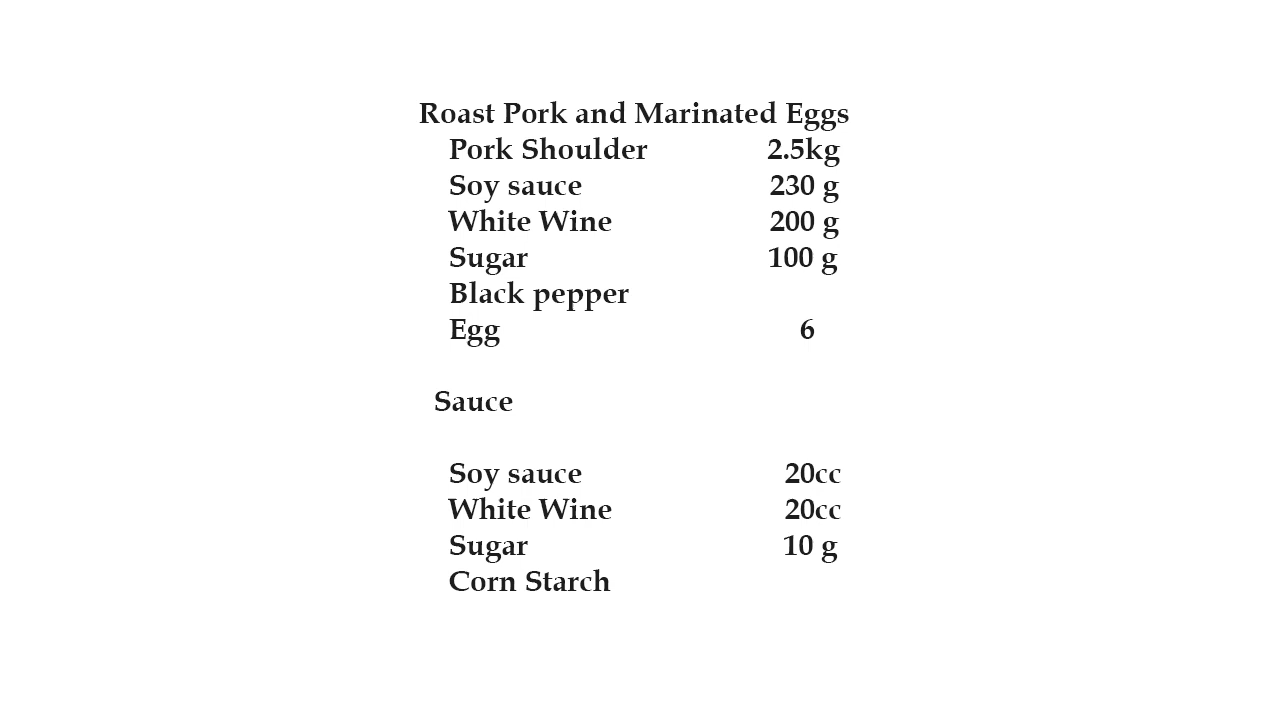 Roast Pork and Marinated Eggs
Pork Shoulder 2.5kg
Soy sauce 230 g
White Wine 200 g
Sugar 100 g
Black pepper
Egg 6
Sauce
Soy sauce 20cc
White Wine 20cc
Sugar 10 g
Corn Starch